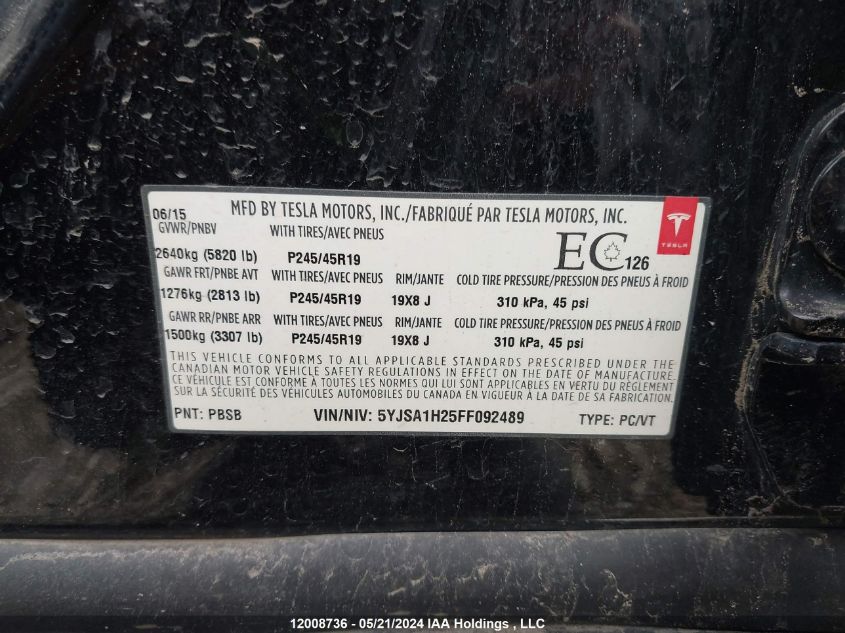 06/15 MFD BY TESLA MOTORS, INC./FABRIQUÉ PAR TESLA MOTORS, INC.
GVWR/PNBV WITH TIRES/AVEC PNEUS
TESLA
2640kg (5820 lb) P245/45R19 EC 126
GAWR FRT/PNBE AVT WITH TIRES/AVEC PNEUS RIM/JANTE COLD TIRE PRESSURE/PRESSION DES PNEUS À FROID
1276kg (2813 lb) P245/45R19 19X8 J 310 kPa, 45 psi
GAWR RR/PNBE ARR WITH TIRES/AVEC PNEUS RIM/JANTE COLD TIRE PRESSURE/PRESSION DES PNEUS À FROID
1500kg (3307 lb) P245/45R19 19X8 J 310 kPa, 45 psi
THIS VEHICLE CONFORMS TO ALL APPLICABLE STANDARDS PRESCRIBED UNDER THE
CANADIAN MOTOR VEHICLE SAFETY REGULATIONS IN EFFECT ON THE DATE OF MANUFACTURE.
CE VÉHICULE EST CONFORME À TOUTES LES NORMES QUI LUI SONT APPLICABLES EN VERTU DU RÈGLEMENT
SUR LA SÉCURITÉ DES VÉHICULES AUTOMOBILES DU CANADA EN VIGUEUR À LA DATE DE SA FABRICATION.
PNT: PBSB VIN/NIV: 5YJSA1H25FF092489 TYPE: PC/VT
12008736 - 05/21/2024 IAA Holdings , LLC